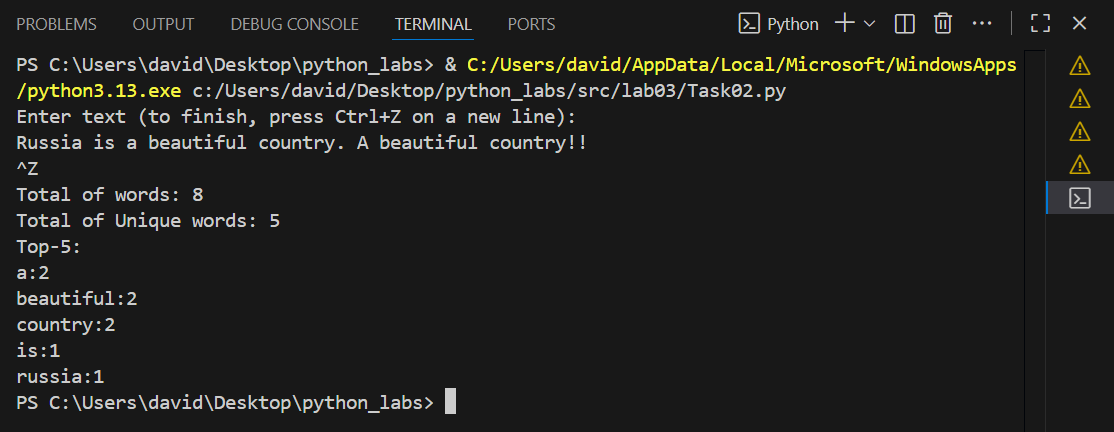 PROBLEMS OUTPUT DEBUG CONSOLE TERMINAL PORTS Python
PS C:\Users\david\Desktop\python_labs> & C:/Users/david/AppData/Local/Microsoft/WindowsApps
/python3.13.exe c:/Users/david/Desktop/python_labs/src/lab03/Task02.py
Enter text (to finish, press Ctrl+Z on a new line):
Russia is a beautiful country. A beautiful country!!
^Z
Total of words: 8
Total of Unique words: 5
Top-5:
a:2
beautiful:2
country:2
is:1
russia:1
PS C:\Users\david\Desktop\python_labs>